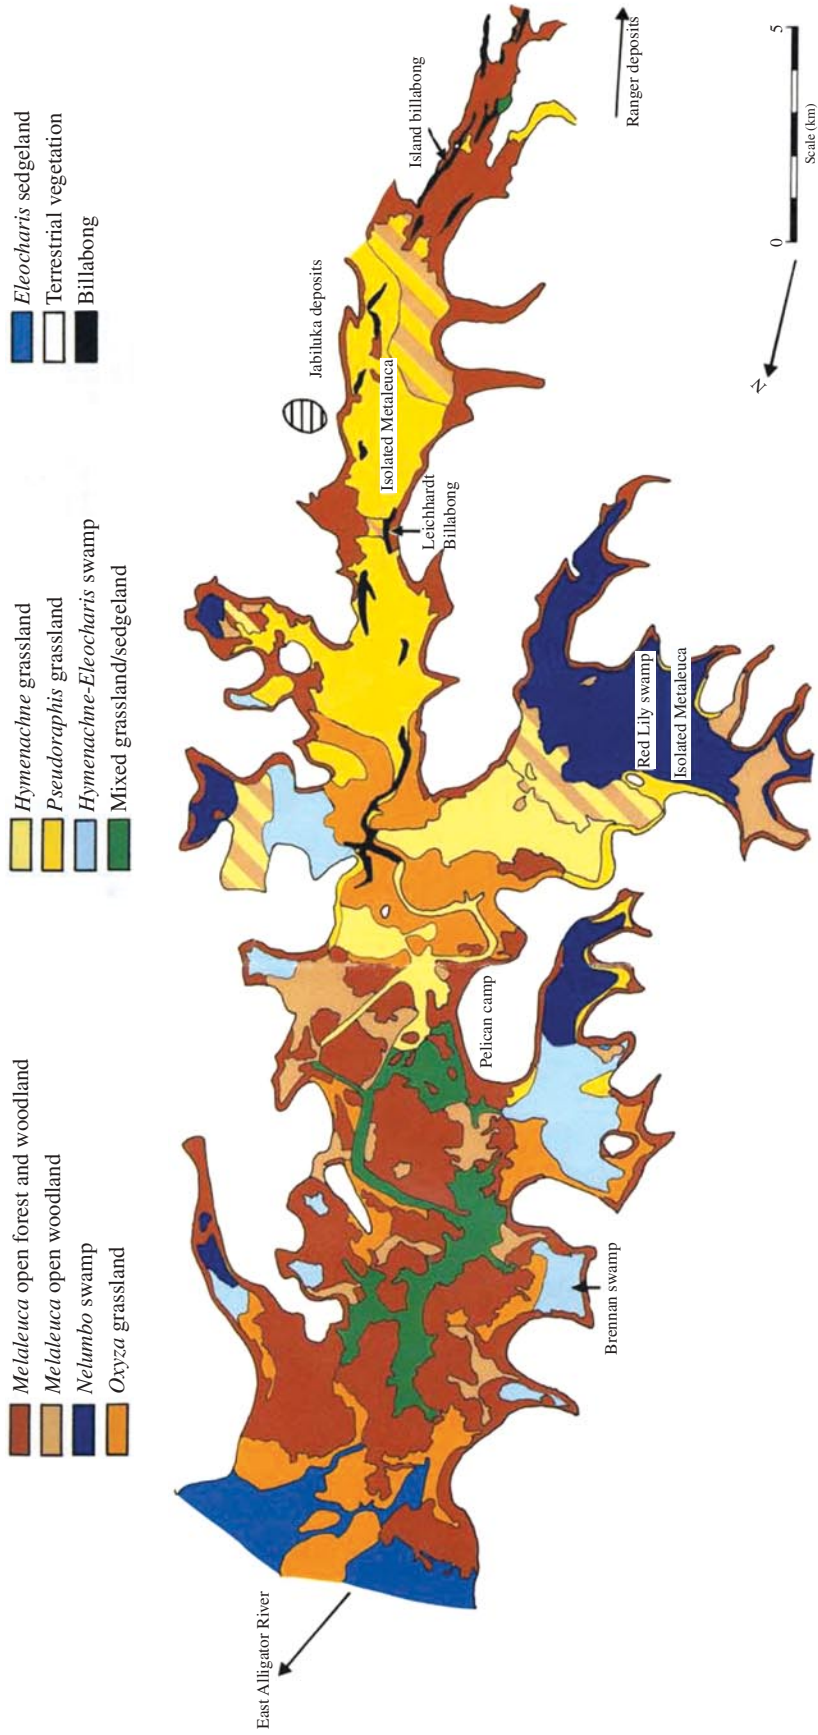 Melaleuca open forest and woodland
Melaleuca open woodland
Nelumbo swamp
Oxyza grassland
Hymenachne grassland
Pseudoraphis grassland
Hymenachne-Eleocharis swamp
Mixed grassland/sedgeland
Eleocharis sedgeland
Terrestrial vegetation
Billabong
East Alligator River
Brennan swamp
Pelican camp
Red Lily swamp
Isolated Metaleuca
Leichhardt
Billabong
Isolated Metaleuca
Jabiluka deposits
Island billabong
Ranger deposits
N
0
5
Scale (km)